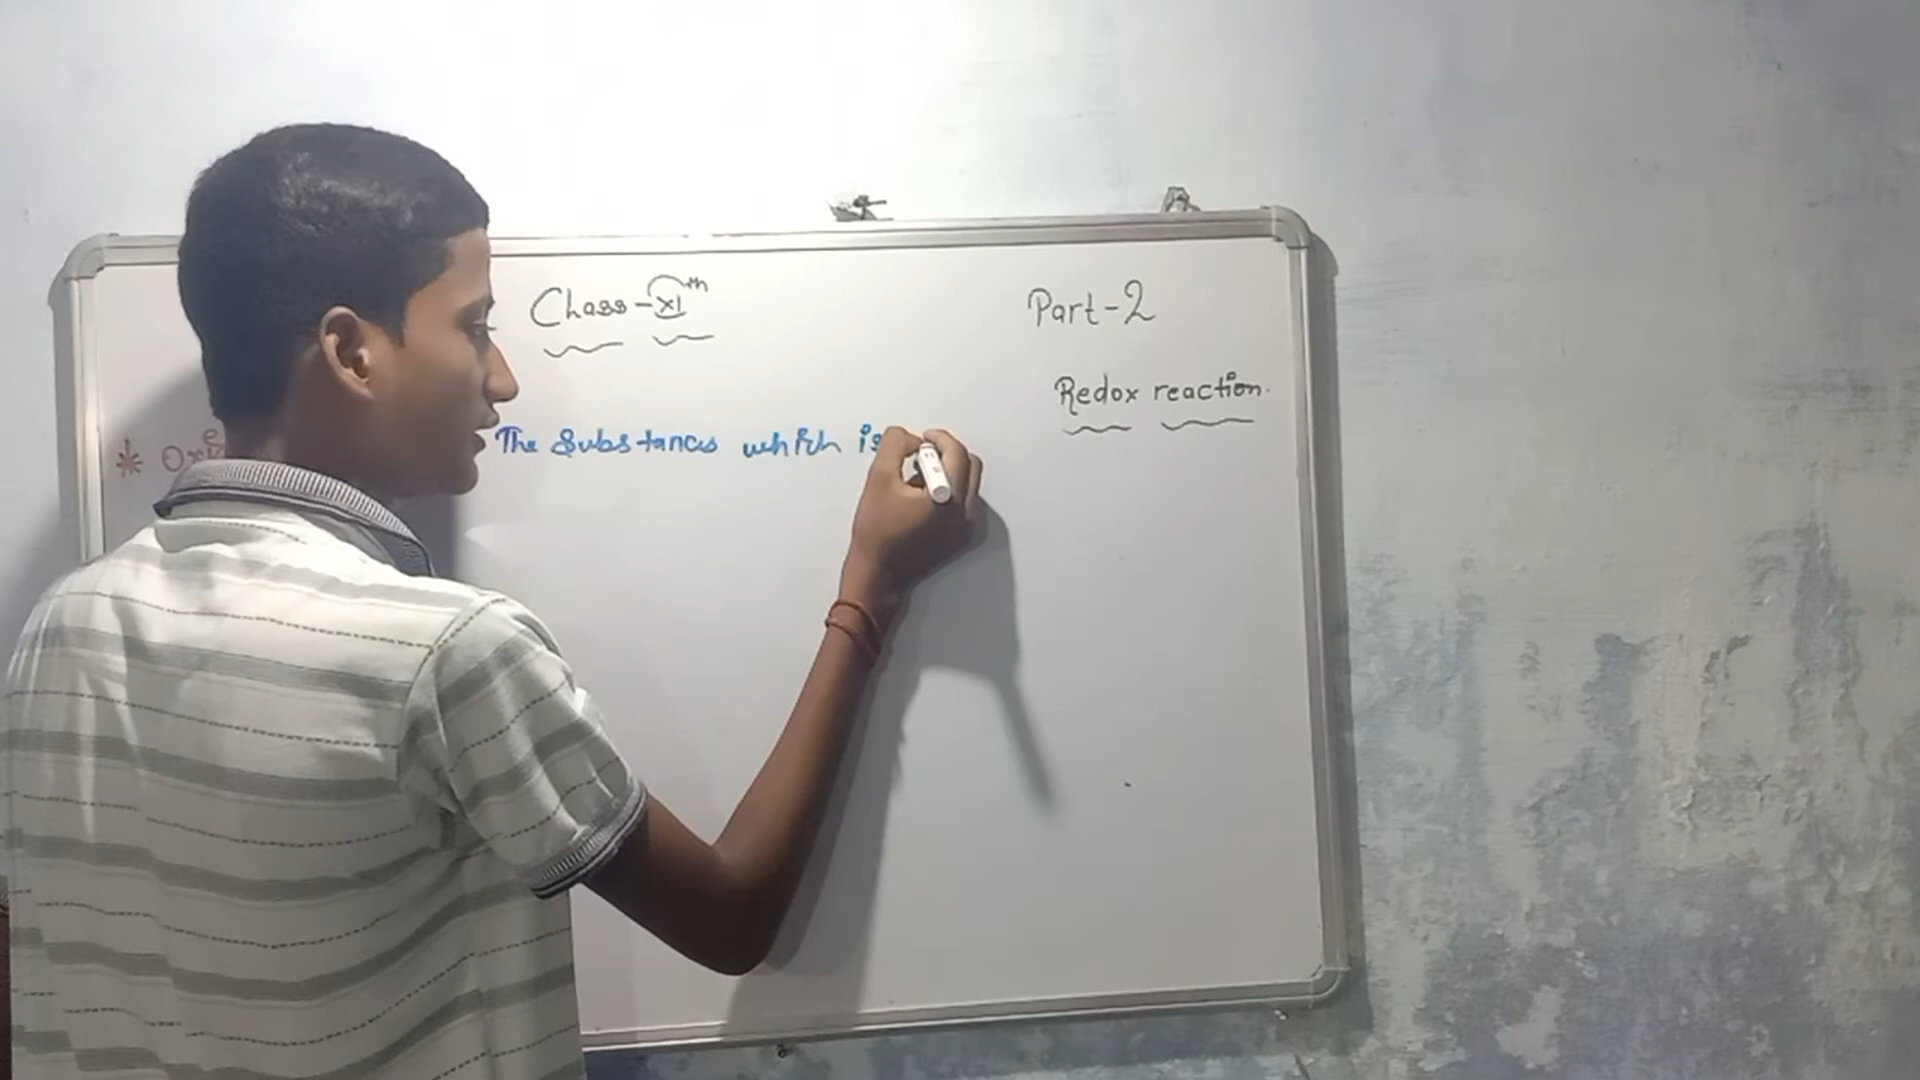 Class-XIth
Part-2
Redox reaction.
* The Substances which is